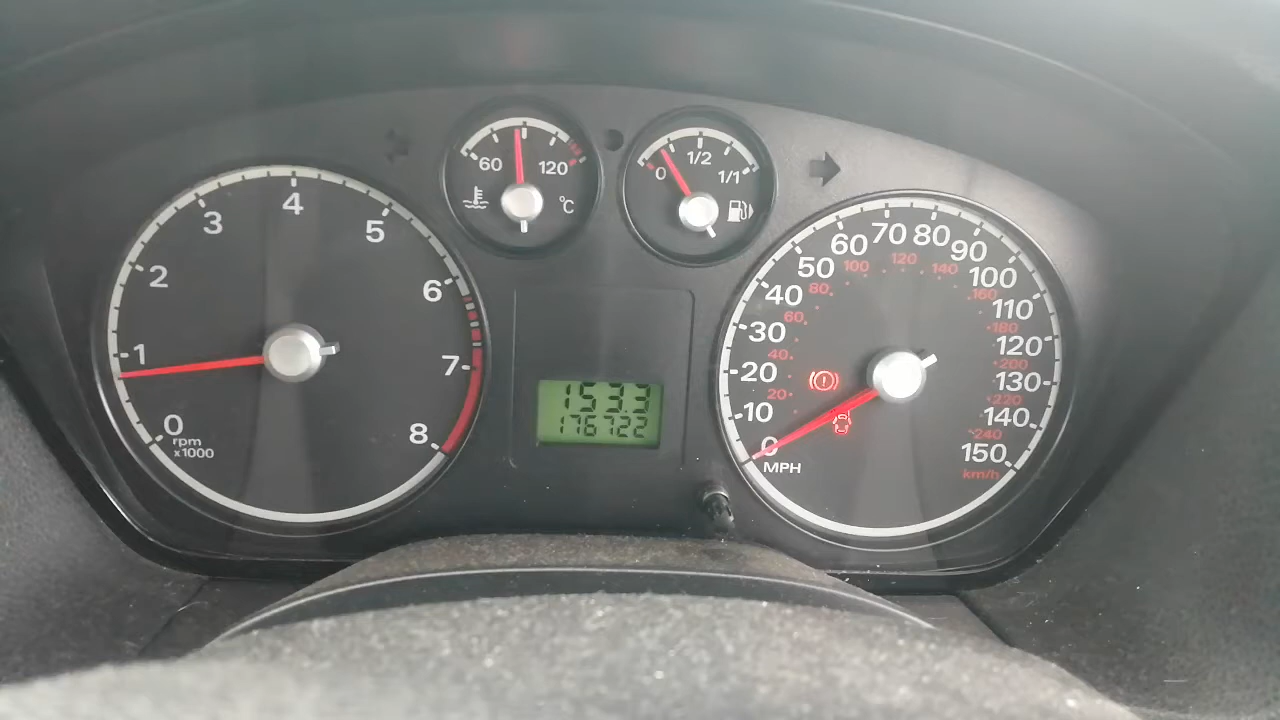 60 120
°C
0 1/2 1/1
0 1 2 3 4 5 6 7 8
rpm
x1000
153.3
176722
0 10 20 30 40 50 60 70 80 90 100 110 120 130 140 150
20 40 60 80 100 120 140 160 180 200 220 240
MPH
km/h